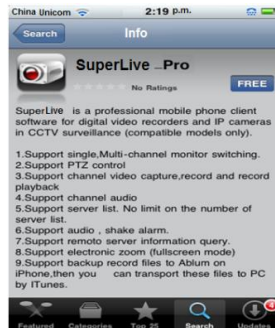 China Unicom 2:19 p.m.
Search Info
SuperLive -Pro
No Ratings FREE
SuperLive is a professional mobile phone client
software for digital video recorders and IP cameras
in CCTV surveillance (compatible models only).
1.Support single,Multi-channel monitor switching.
2.Support PTZ control
3.Support channel video capture,record and record
playback
4.Support channel audio
5.Support server list. No limit on the number of
server list.
6.Support audio , shake alarm.
7.Support remoto server information query.
8.Support electronic zoom (fullscreen mode)
9.Support backup record files to Ablum on
iPhone,then you can transport these files to PC
by ITunes.
Featured Categories Top 25 Search Updates
4